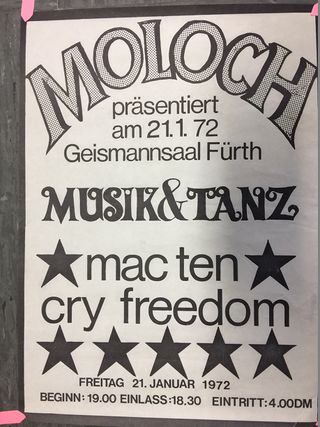 MOLOCH
präsentiert
am 21.1. 72
Geismannsaal Fürth
MUSIK&TANZ
mac ten
cry freedom
FREITAG 21. JANUAR 1972
BEGINN: 19.00 EINLASS:18.30 EINTRITT: 4.00DM